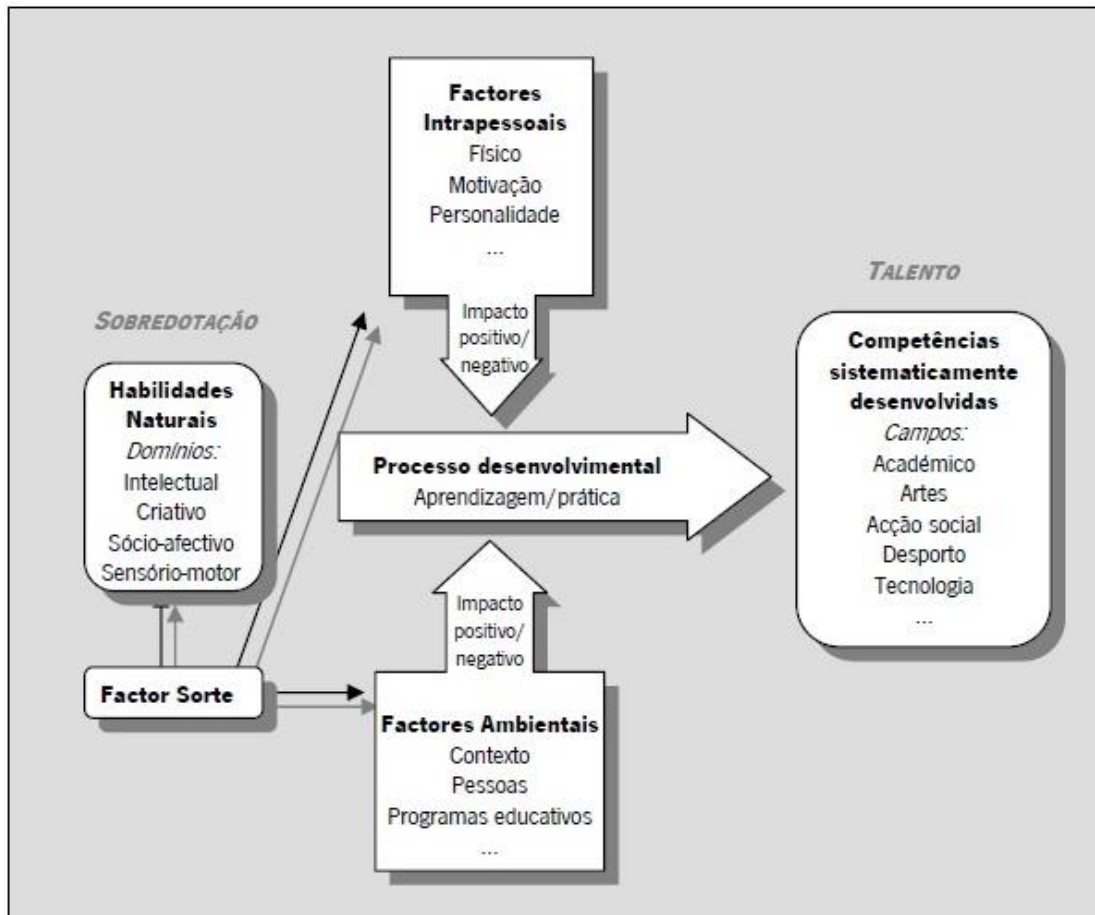 Factores
Intrapessoais
Físico
Motivação
Personalidade
...
Impacto
positivo/
negativo
SOBREDOTAÇÃO
Habilidades
Naturais
Domínios:
Intelectual
Criativo
Sócio-afectivo
Sensório-motor
Factor Sorte
Processo desenvolvimental
Aprendizagem/prática
Impacto
positivo/
negativo
Factores Ambientais
Contexto
Pessoas
Programas educativos
...
TALENTO
Competências
sistematicamente
desenvolvidas
Campos:
Académico
Artes
Acção social
Desporto
Tecnologia
...